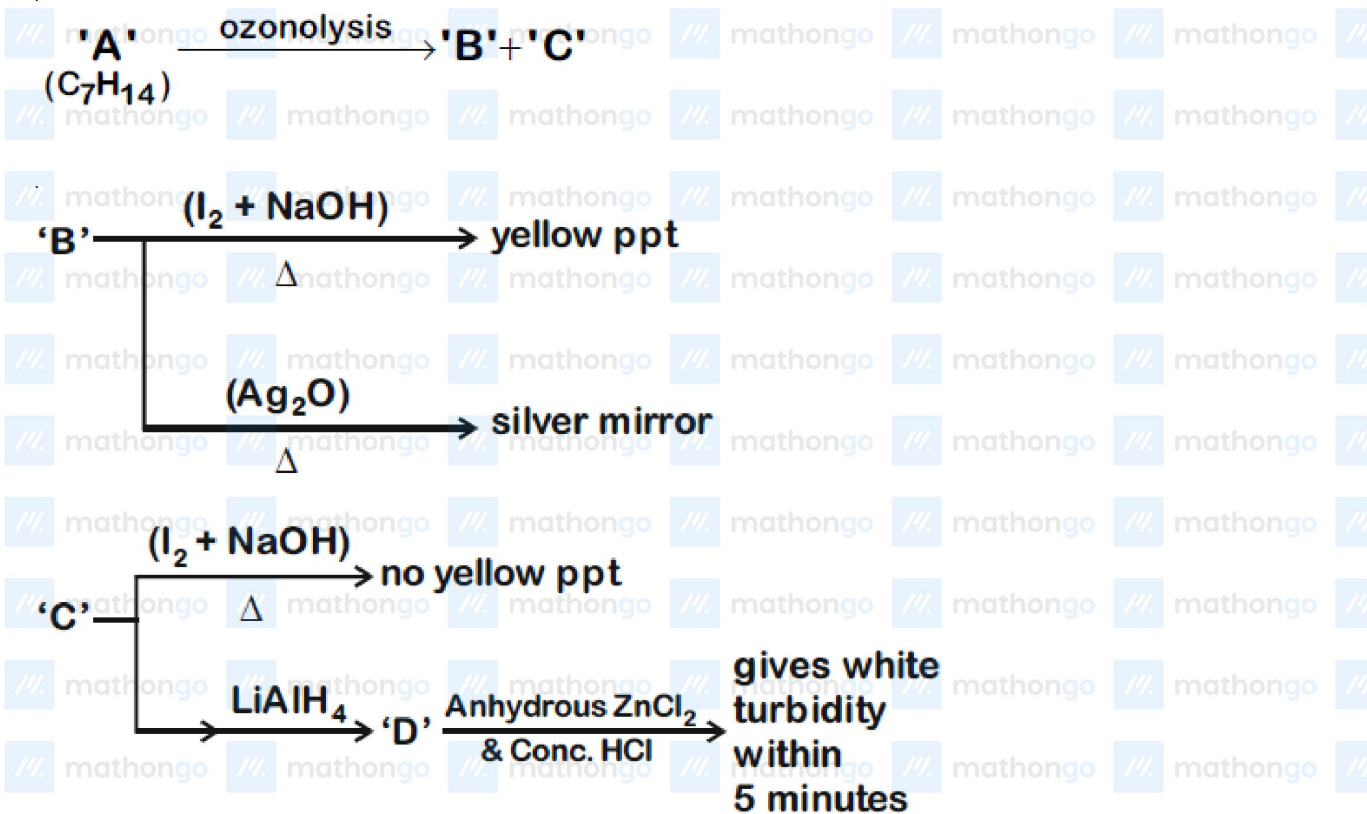 'A' ozonolysis 'B'+'C'
(C₇H₁₄)
(I₂ + NaOH)
'B' yellow ppt
Δ
(Ag₂O)
silver mirror
Δ
(I₂ + NaOH)
no yellow ppt
'C' Δ
LiAlH₄ 'D' Anhydrous ZnCl₂ & Conc. HCl
gives white
turbidity
within
5 minutes
mathongo